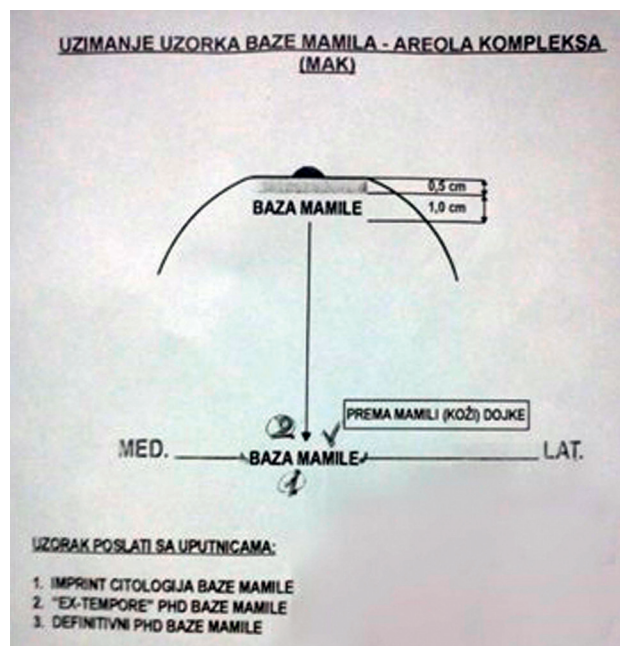 UZIMANJE UZORKA BAZE MAMILA - AREOLA KOMPLEKSA
(MAK)
0,5 cm
BAZA MAMILE
1,0 cm
PREMA MAMILI (KOŽI) DOJKE
2
MED.
BAZA MAMILE
LAT.
1
UZORAK POSLATI SA UPUTNICAMA:
1. IMPRINT CITOLOGIJA BAZE MAMILE
2. "EX-TEMPORE" PHD BAZE MAMILE
3. DEFINITIVNI PHD BAZE MAMILE